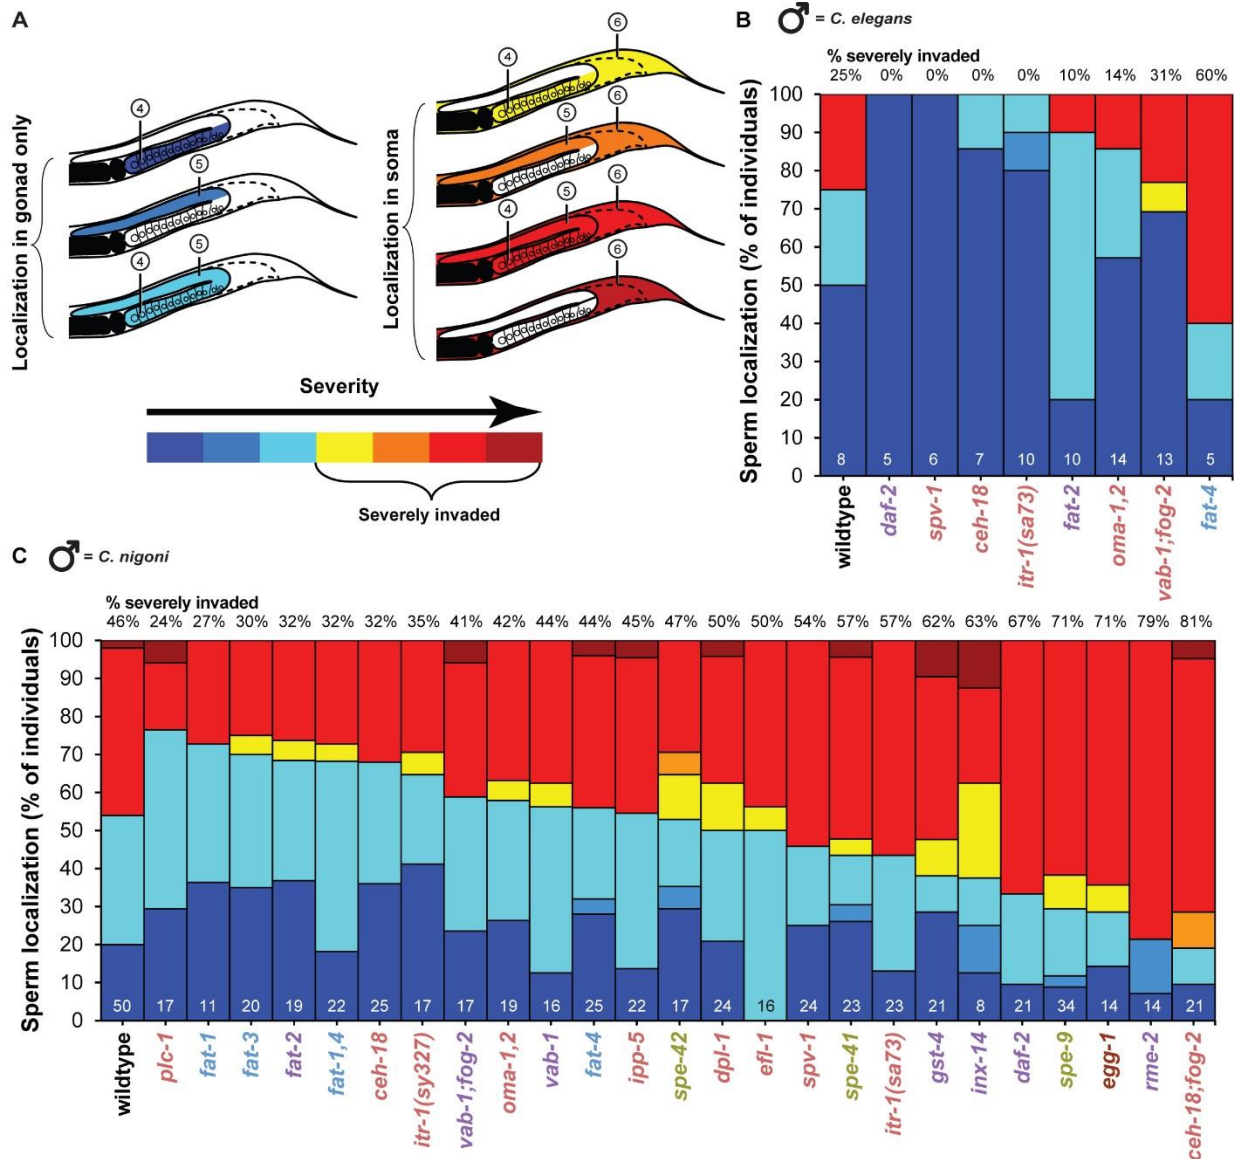 A
4
5
4
5
Localization in gonad only
4
6
5
6
4
5
6
6
Localization in soma
Severity
Severely invaded
B
♂ = C. elegans
% severely invaded
25% 0% 0% 0% 0% 10% 14% 31% 60%
Sperm localization (% of individuals)
100
90
80
70
60
50
40
30
20
10
0
8 5 6 7 10 10 14 13 5
wildtype
daf-2
spv-1
ceh-18
itr-1(sa73)
fat-2
oma-1,2
vab-1;fog-2
fat-4
C
♂ = C. nigoni
% severely invaded
46% 24% 27% 30% 32% 32% 32% 35% 41% 42% 44% 44% 45% 47% 50% 50% 54% 57% 57% 62% 63% 67% 71% 71% 79% 81%
Sperm localization (% of individuals)
100
90
80
70
60
50
40
30
20
10
0
50 17 11 20 19 22 25 17 17 19 16 25 22 17 24 16 24 23 23 21 8 21 34 14 14 21
wildtype
plc-1
fat-1
fat-3
fat-2
fat-1,4
ceh-18
itr-1(sy327)
vab-1;fog-2
oma-1,2
vab-1
fat-4
ipp-5
spe-42
dpl-1
efl-1
spv-1
spe-41
itr-1(sa73)
gst-4
inx-14
daf-2
spe-9
egg-1
rme-2
ceh-18;fog-2